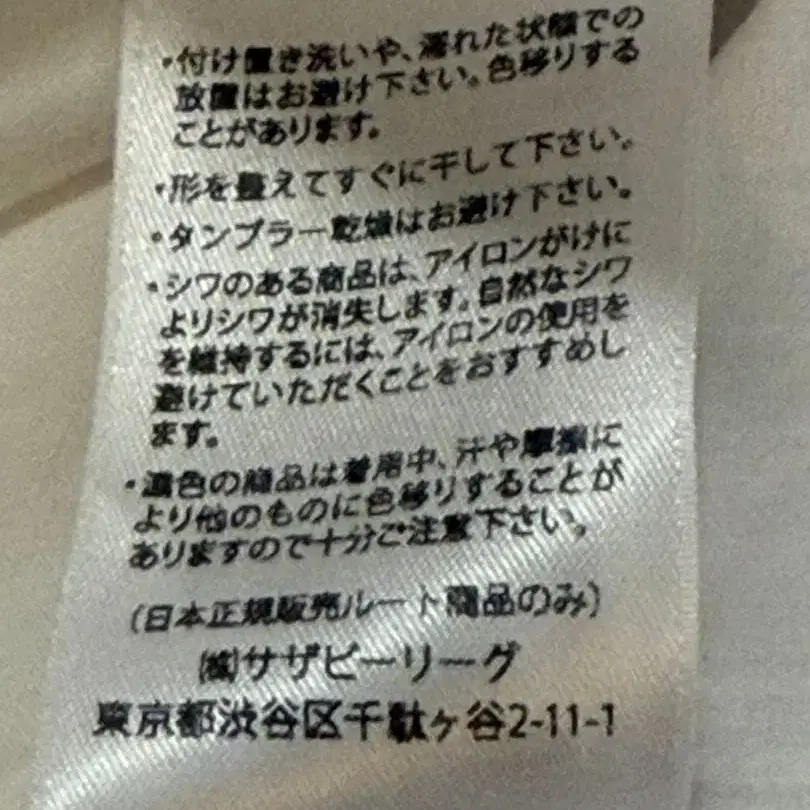 ・付け置き洗いや、濡れた状態での
放置はお避け下さい。色移りする
ことがあります。
・形を整えてすぐに干して下さい。
・タンブラー乾燥はお避け下さい。
・シワのある商品は、アイロンがけに
よりシワが消失します。自然なシワ
を維持するには、アイロンの使用を
避けていただくことをおすすめし
ます。
・濃色の商品は着用中、汗や摩擦に
より他のものに色移りすることが
ありますので十分ご注意下さい。
(日本正規販売ルート商品のみ)
㈱サザビーリーグ
東京都渋谷区千駄ヶ谷2-11-1